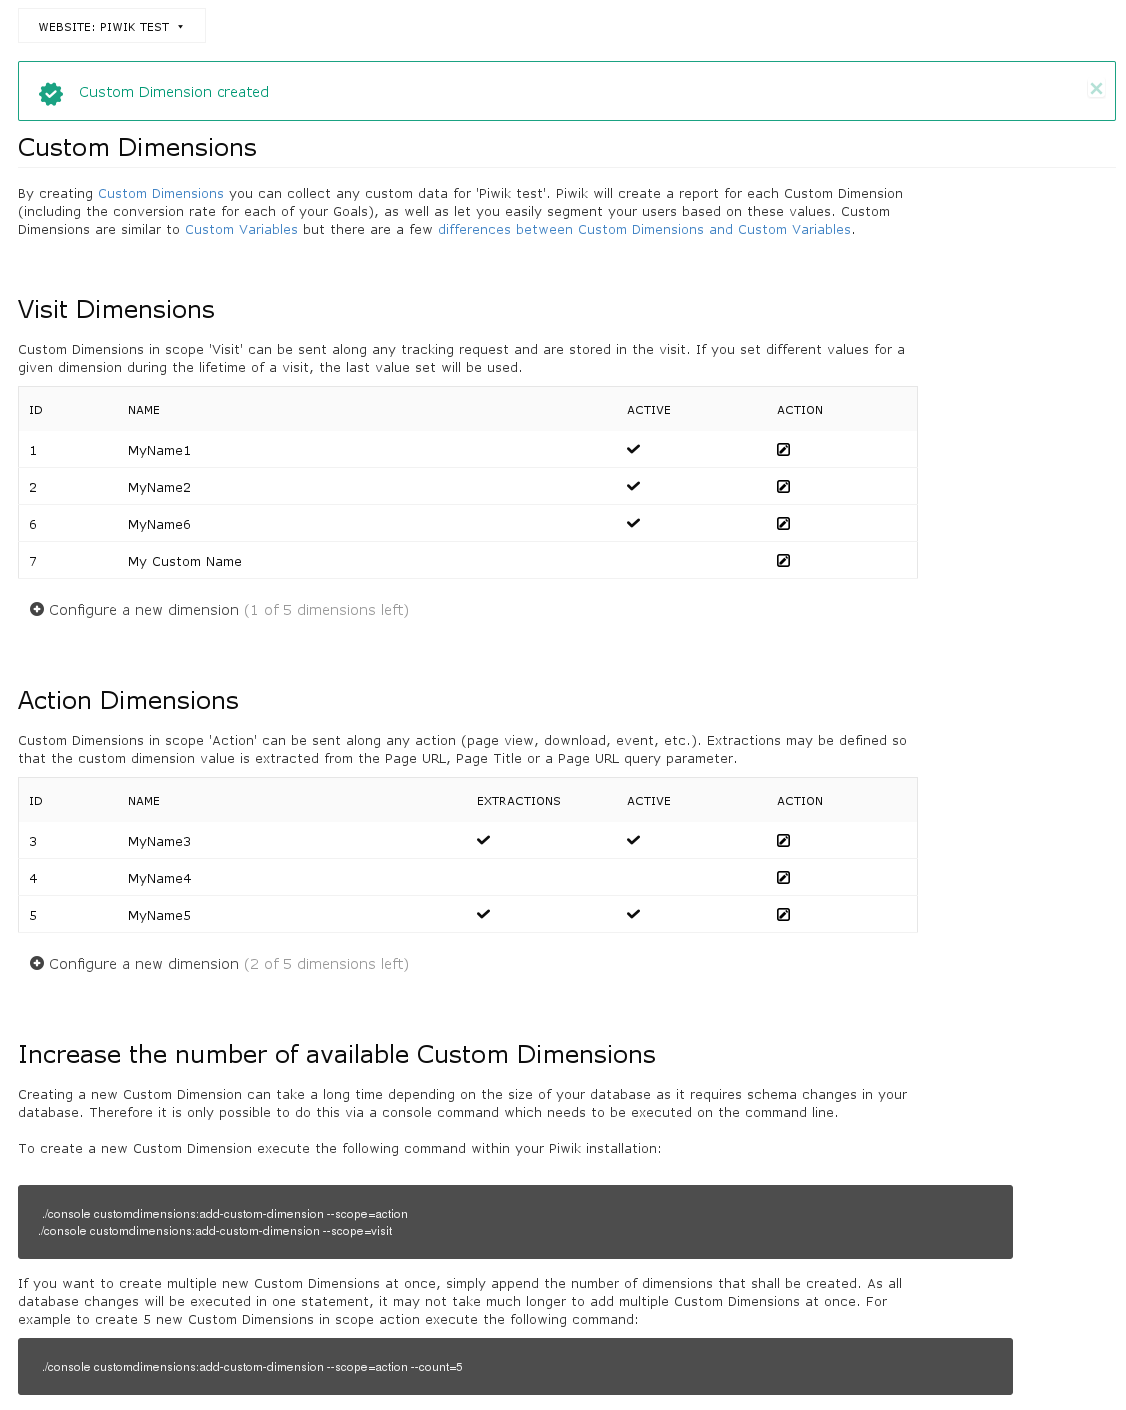 WEBSITE: PIWIK TEST
Custom Dimension created
Custom Dimensions
By creating Custom Dimensions you can collect any custom data for 'Piwik test'. Piwik will create a report for each Custom Dimension
(including the conversion rate for each of your Goals), as well as let you easily segment your users based on these values. Custom
Dimensions are similar to Custom Variables but there are a few differences between Custom Dimensions and Custom Variables.
Visit Dimensions
Custom Dimensions in scope 'Visit' can be sent along any tracking request and are stored in the visit. If you set different values for a
given dimension during the lifetime of a visit, the last value set will be used.
ID NAME ACTIVE ACTION
1 MyName1
2 MyName2
6 MyName6
7 My Custom Name
Configure a new dimension (1 of 5 dimensions left)
Action Dimensions
Custom Dimensions in scope 'Action' can be sent along any action (page view, download, event, etc.). Extractions may be defined so
that the custom dimension value is extracted from the Page URL, Page Title or a Page URL query parameter.
ID NAME EXTRACTIONS ACTIVE ACTION
3 MyName3
4 MyName4
5 MyName5
Configure a new dimension (2 of 5 dimensions left)
Increase the number of available Custom Dimensions
Creating a new Custom Dimension can take a long time depending on the size of your database as it requires schema changes in your
database. Therefore it is only possible to do this via a console command which needs to be executed on the command line.
To create a new Custom Dimension execute the following command within your Piwik installation:
./console customdimensions:add-custom-dimension --scope=action
./console customdimensions:add-custom-dimension --scope=visit
If you want to create multiple new Custom Dimensions at once, simply append the number of dimensions that shall be created. As all
database changes will be executed in one statement, it may not take much longer to add multiple Custom Dimensions at once. For
example to create 5 new Custom Dimensions in scope action execute the following command:
./console customdimensions:add-custom-dimension --scope=action --count=5